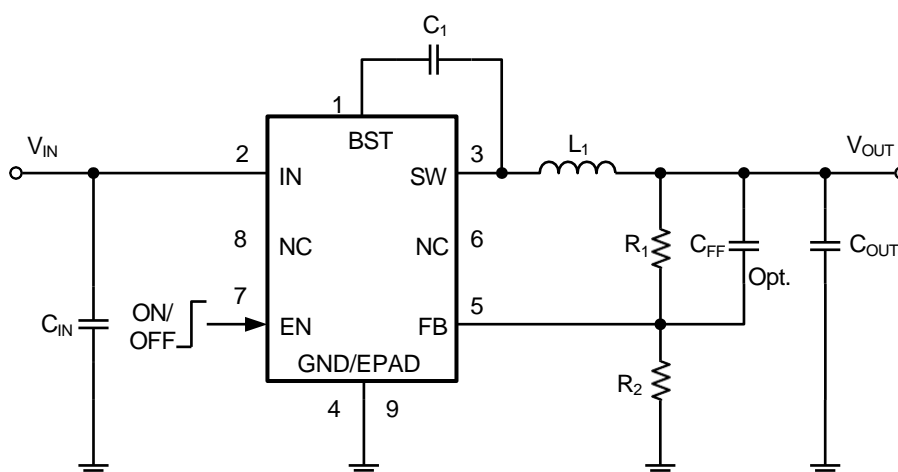 C1
1
BST
VIN
2
IN
SW
3
L1
VOUT
8
NC
NC
6
R1
CFF
Opt.
COUT
7
ON/
OFF
EN
FB
5
CIN
GND/EPAD
4
9
R2